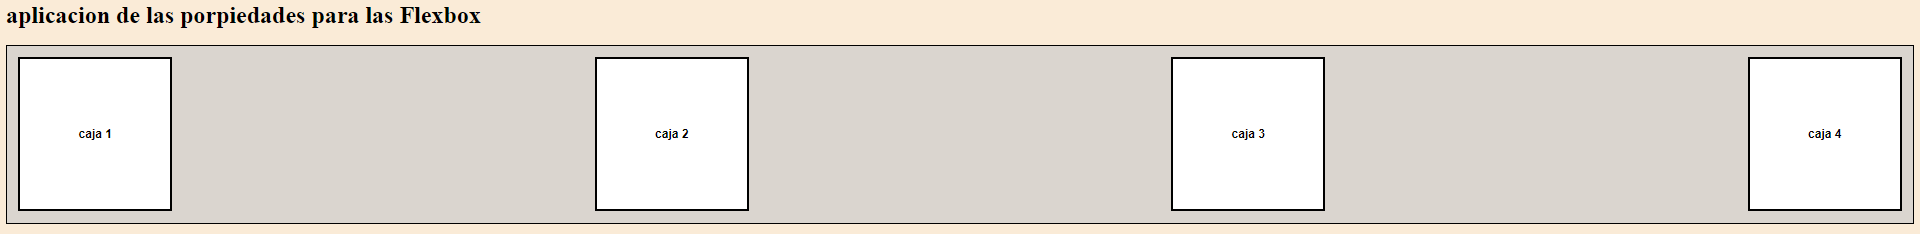 aplicacion de las porpiedades para las Flexbox
caja 1 caja 2 caja 3 caja 4